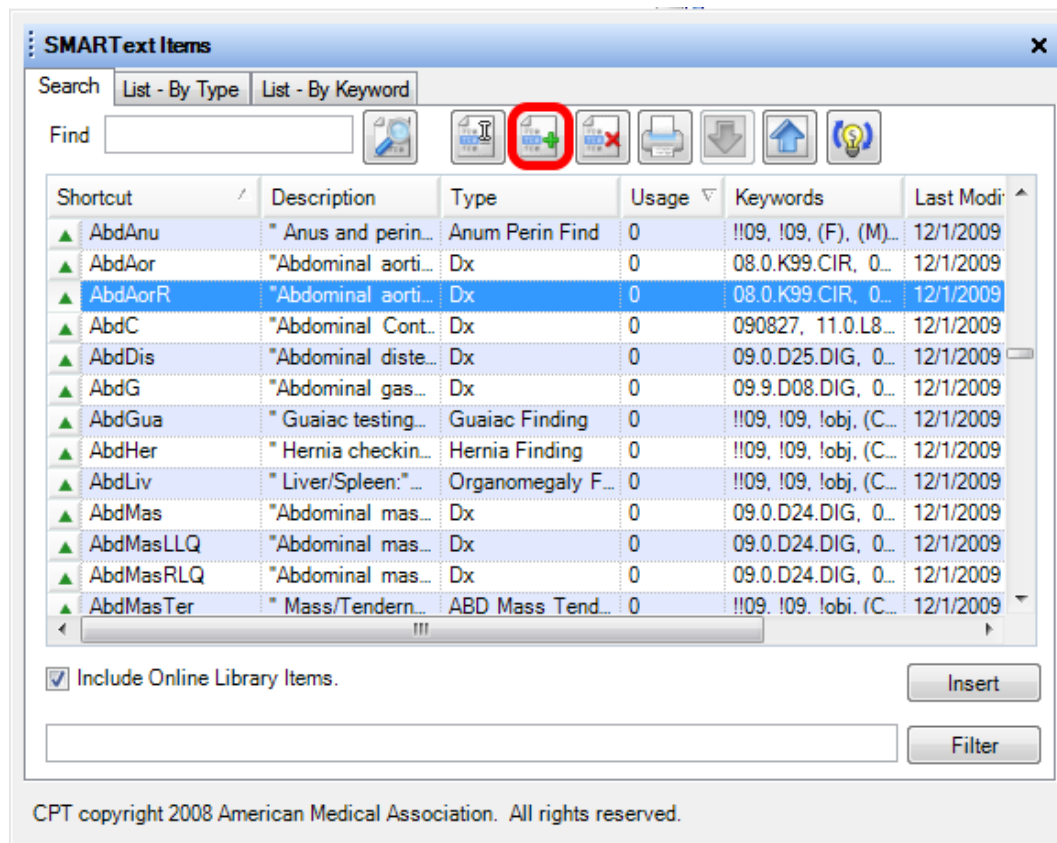 SMARText Items
Search List - By Type List - By Keyword
Find
Shortcut Description Type Usage Keywords Last Modi
AbdAnu " Anus and perin... Anum Perin Find 0 !!09, !09, (F), (M)... 12/1/2009
AbdAor "Abdominal aorti... Dx 0 08.0.K99.CIR, 0... 12/1/2009
AbdAorR "Abdominal aorti... Dx 0 08.0.K99.CIR, 0... 12/1/2009
AbdC "Abdominal Cont... Dx 0 090827, 11.0.L8... 12/1/2009
AbdDis "Abdominal diste... Dx 0 09.0.D25.DIG, 0... 12/1/2009
AbdG "Abdominal gas... Dx 0 09.9.D08.DIG, 0... 12/1/2009
AbdGua " Guaiac testing... Guaiac Finding 0 !!09, !09, !obj, (C... 12/1/2009
AbdHer " Hernia checkin... Hernia Finding 0 !!09, !09, !obj, (C... 12/1/2009
AbdLiv " Liver/Spleen:"... Organomegaly F... 0 !!09, !09, !obj, (C... 12/1/2009
AbdMas "Abdominal mas... Dx 0 09.0.D24.DIG, 0... 12/1/2009
AbdMasLLQ "Abdominal mas... Dx 0 09.0.D24.DIG, 0... 12/1/2009
AbdMasRLQ "Abdominal mas... Dx 0 09.0.D24.DIG, 0... 12/1/2009
AbdMasTer " Mass/Tendern... ABD Mass Tend... 0 !!09, !09, !obj, (C... 12/1/2009
Include Online Library Items.
Insert
Filter
CPT copyright 2008 American Medical Association. All rights reserved.